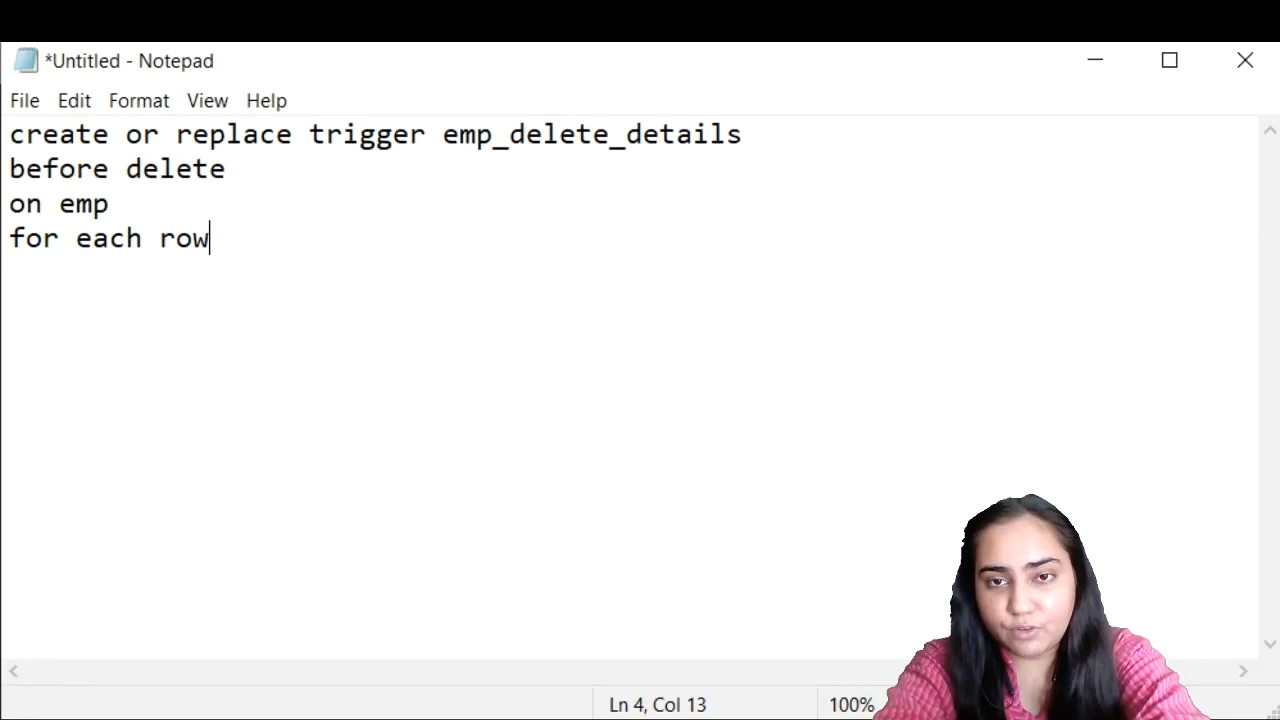 *Untitled - Notepad
File Edit Format View Help
create or replace trigger emp_delete_details
before delete
on emp
for each row
Ln 4, Col 13 100%